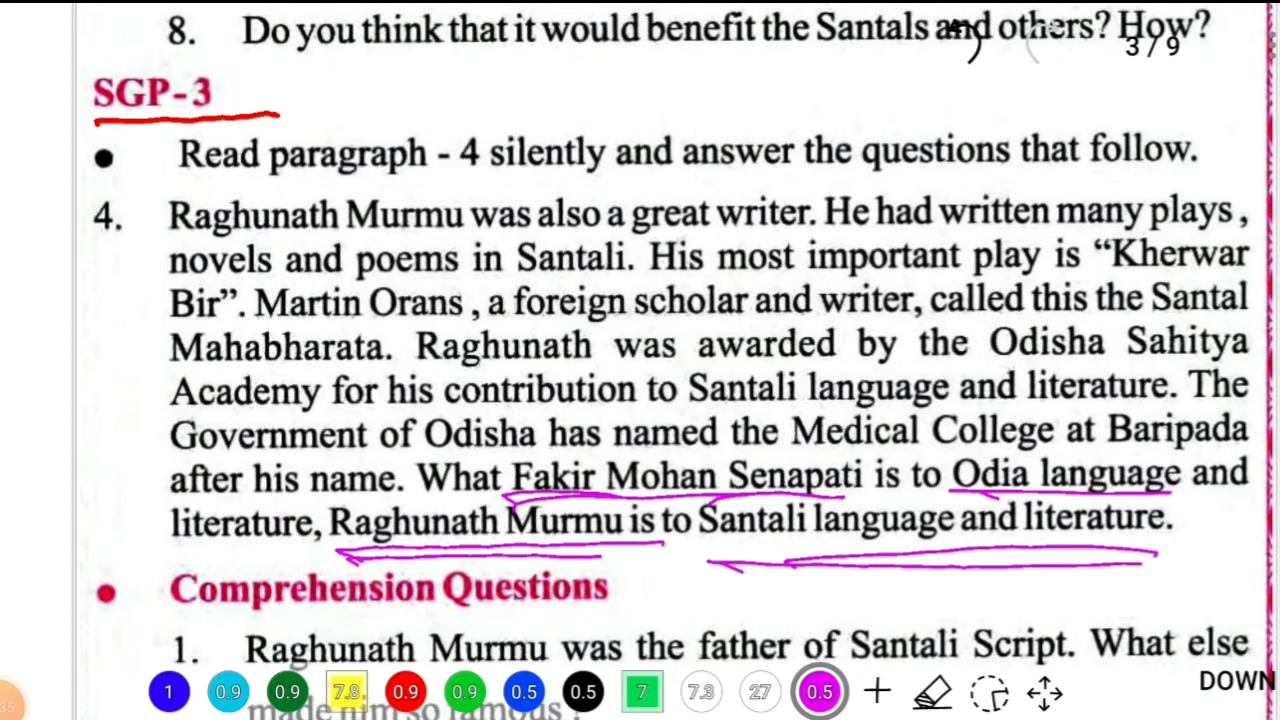 8. Do you think that it would benefit the Santals and others? How?
3 / 9
SGP-3
● Read paragraph - 4 silently and answer the questions that follow.
4. Raghunath Murmu was also a great writer. He had written many plays ,
novels and poems in Santali. His most important play is “Kherwar
Bir”. Martin Orans , a foreign scholar and writer, called this the Santal
Mahabharata. Raghunath was awarded by the Odisha Sahitya
Academy for his contribution to Santali language and literature. The
Government of Odisha has named the Medical College at Baripada
after his name. What Fakir Mohan Senapati is to Odia language and
literature, Raghunath Murmu is to Santali language and literature.
● Comprehension Questions
1. Raghunath Murmu was the father of Santali Script. What else
made him so famous ?
1 0.9 0.9 7.8 0.9 0.9 0.5 0.5 7 7.3 27 0.5
DOWN
35